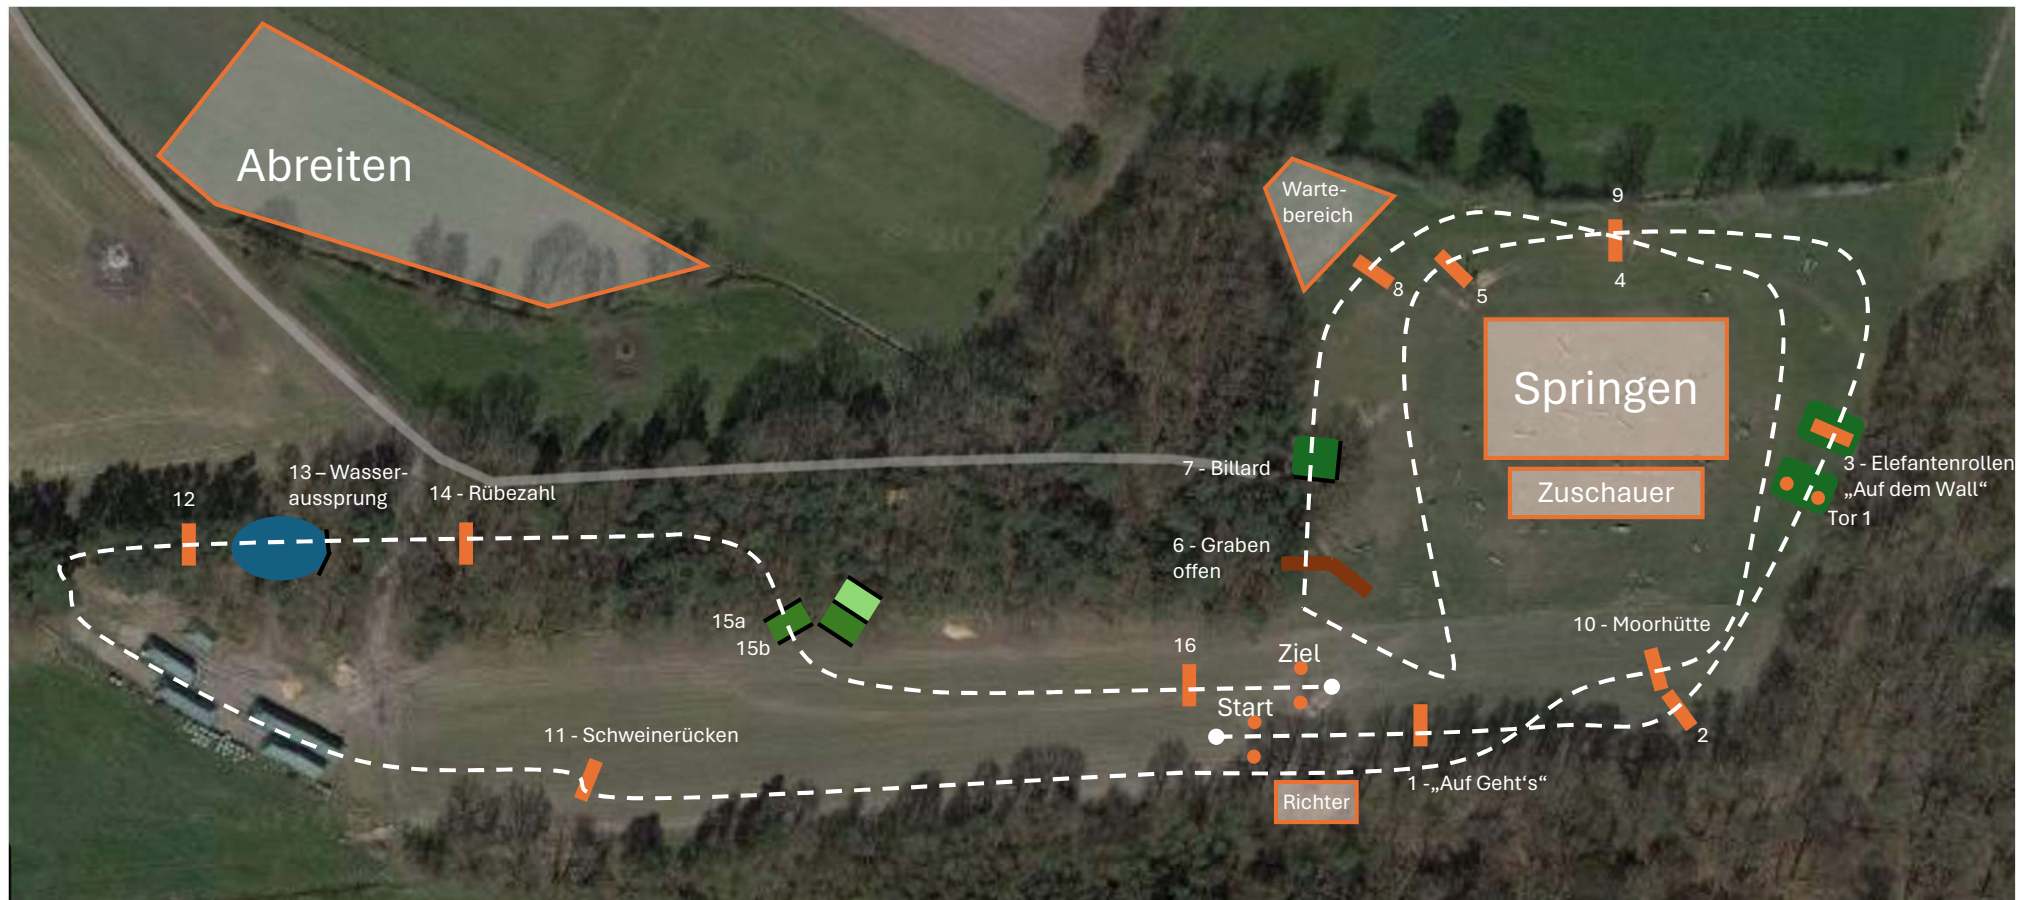 Abreiten
Warte-
bereich
9
4
8
5
Springen
Zuschauer
3 - Elefantenrollen
„Auf dem Wall“
Tor 1
7 - Billard
6 - Graben
offen
13 – Wasser-
aussprung
12
14 - Rübezahl
15a
15b
16
Ziel
Start
10 - Moorhütte
2
11 - Schweinerücken
1 -„Auf Geht‘s“
Richter